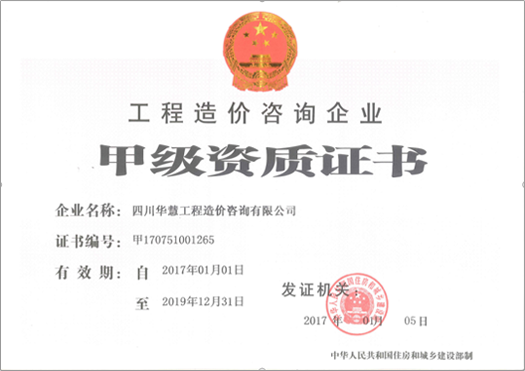 工程造价咨询企业
甲级资质证书
企业名称：四川华慧工程造价咨询有限公司
证书编号：甲170751001265
有效期：自 2017年01月01日
至 2019年12月31日
发证机关：
2017 年 01月 05日
中华人民共和国住房和城乡建设部制